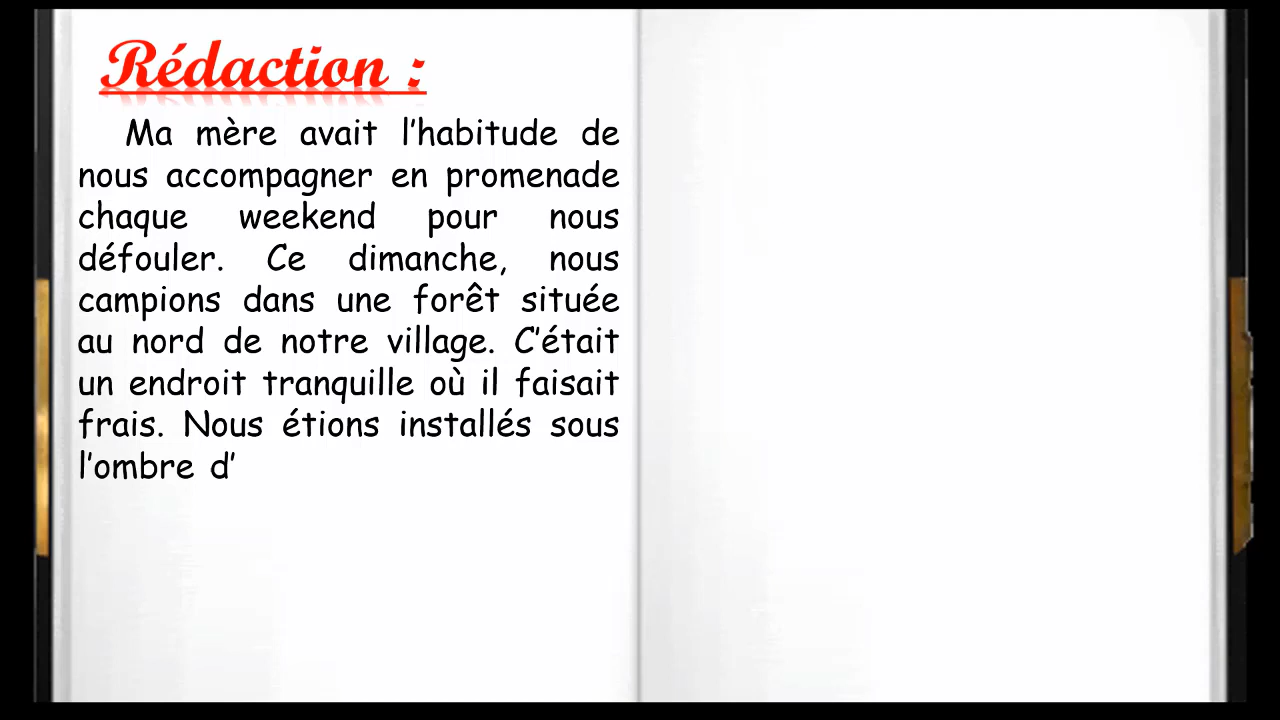 Rédaction :
Ma mère avait l'habitude de
nous accompagner en promenade
chaque weekend pour nous
défouler. Ce dimanche, nous
campions dans une forêt située
au nord de notre village. C'était
un endroit tranquille où il faisait
frais. Nous étions installés sous
l'ombre d'